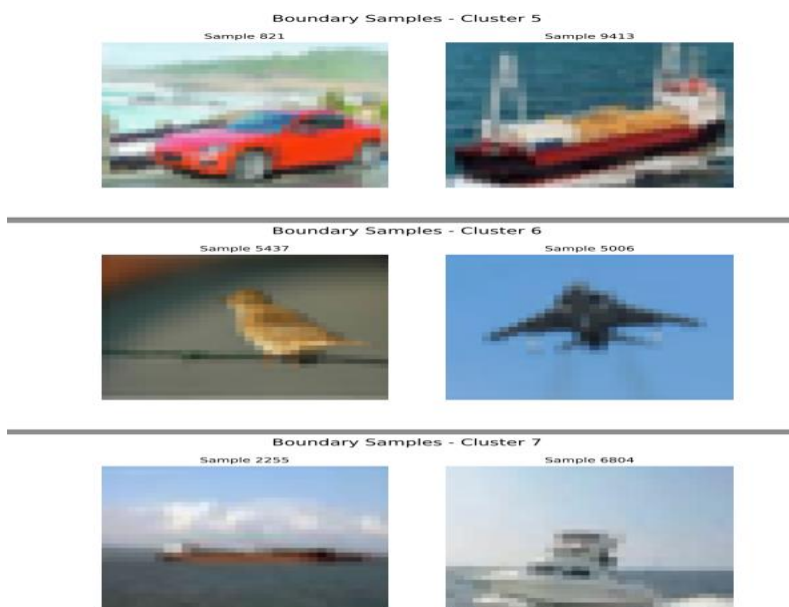 Boundary Samples - Cluster 5
Sample 821 Sample 9413
Boundary Samples - Cluster 6
Sample 5437 Sample 5006
Boundary Samples - Cluster 7
Sample 2255 Sample 6804